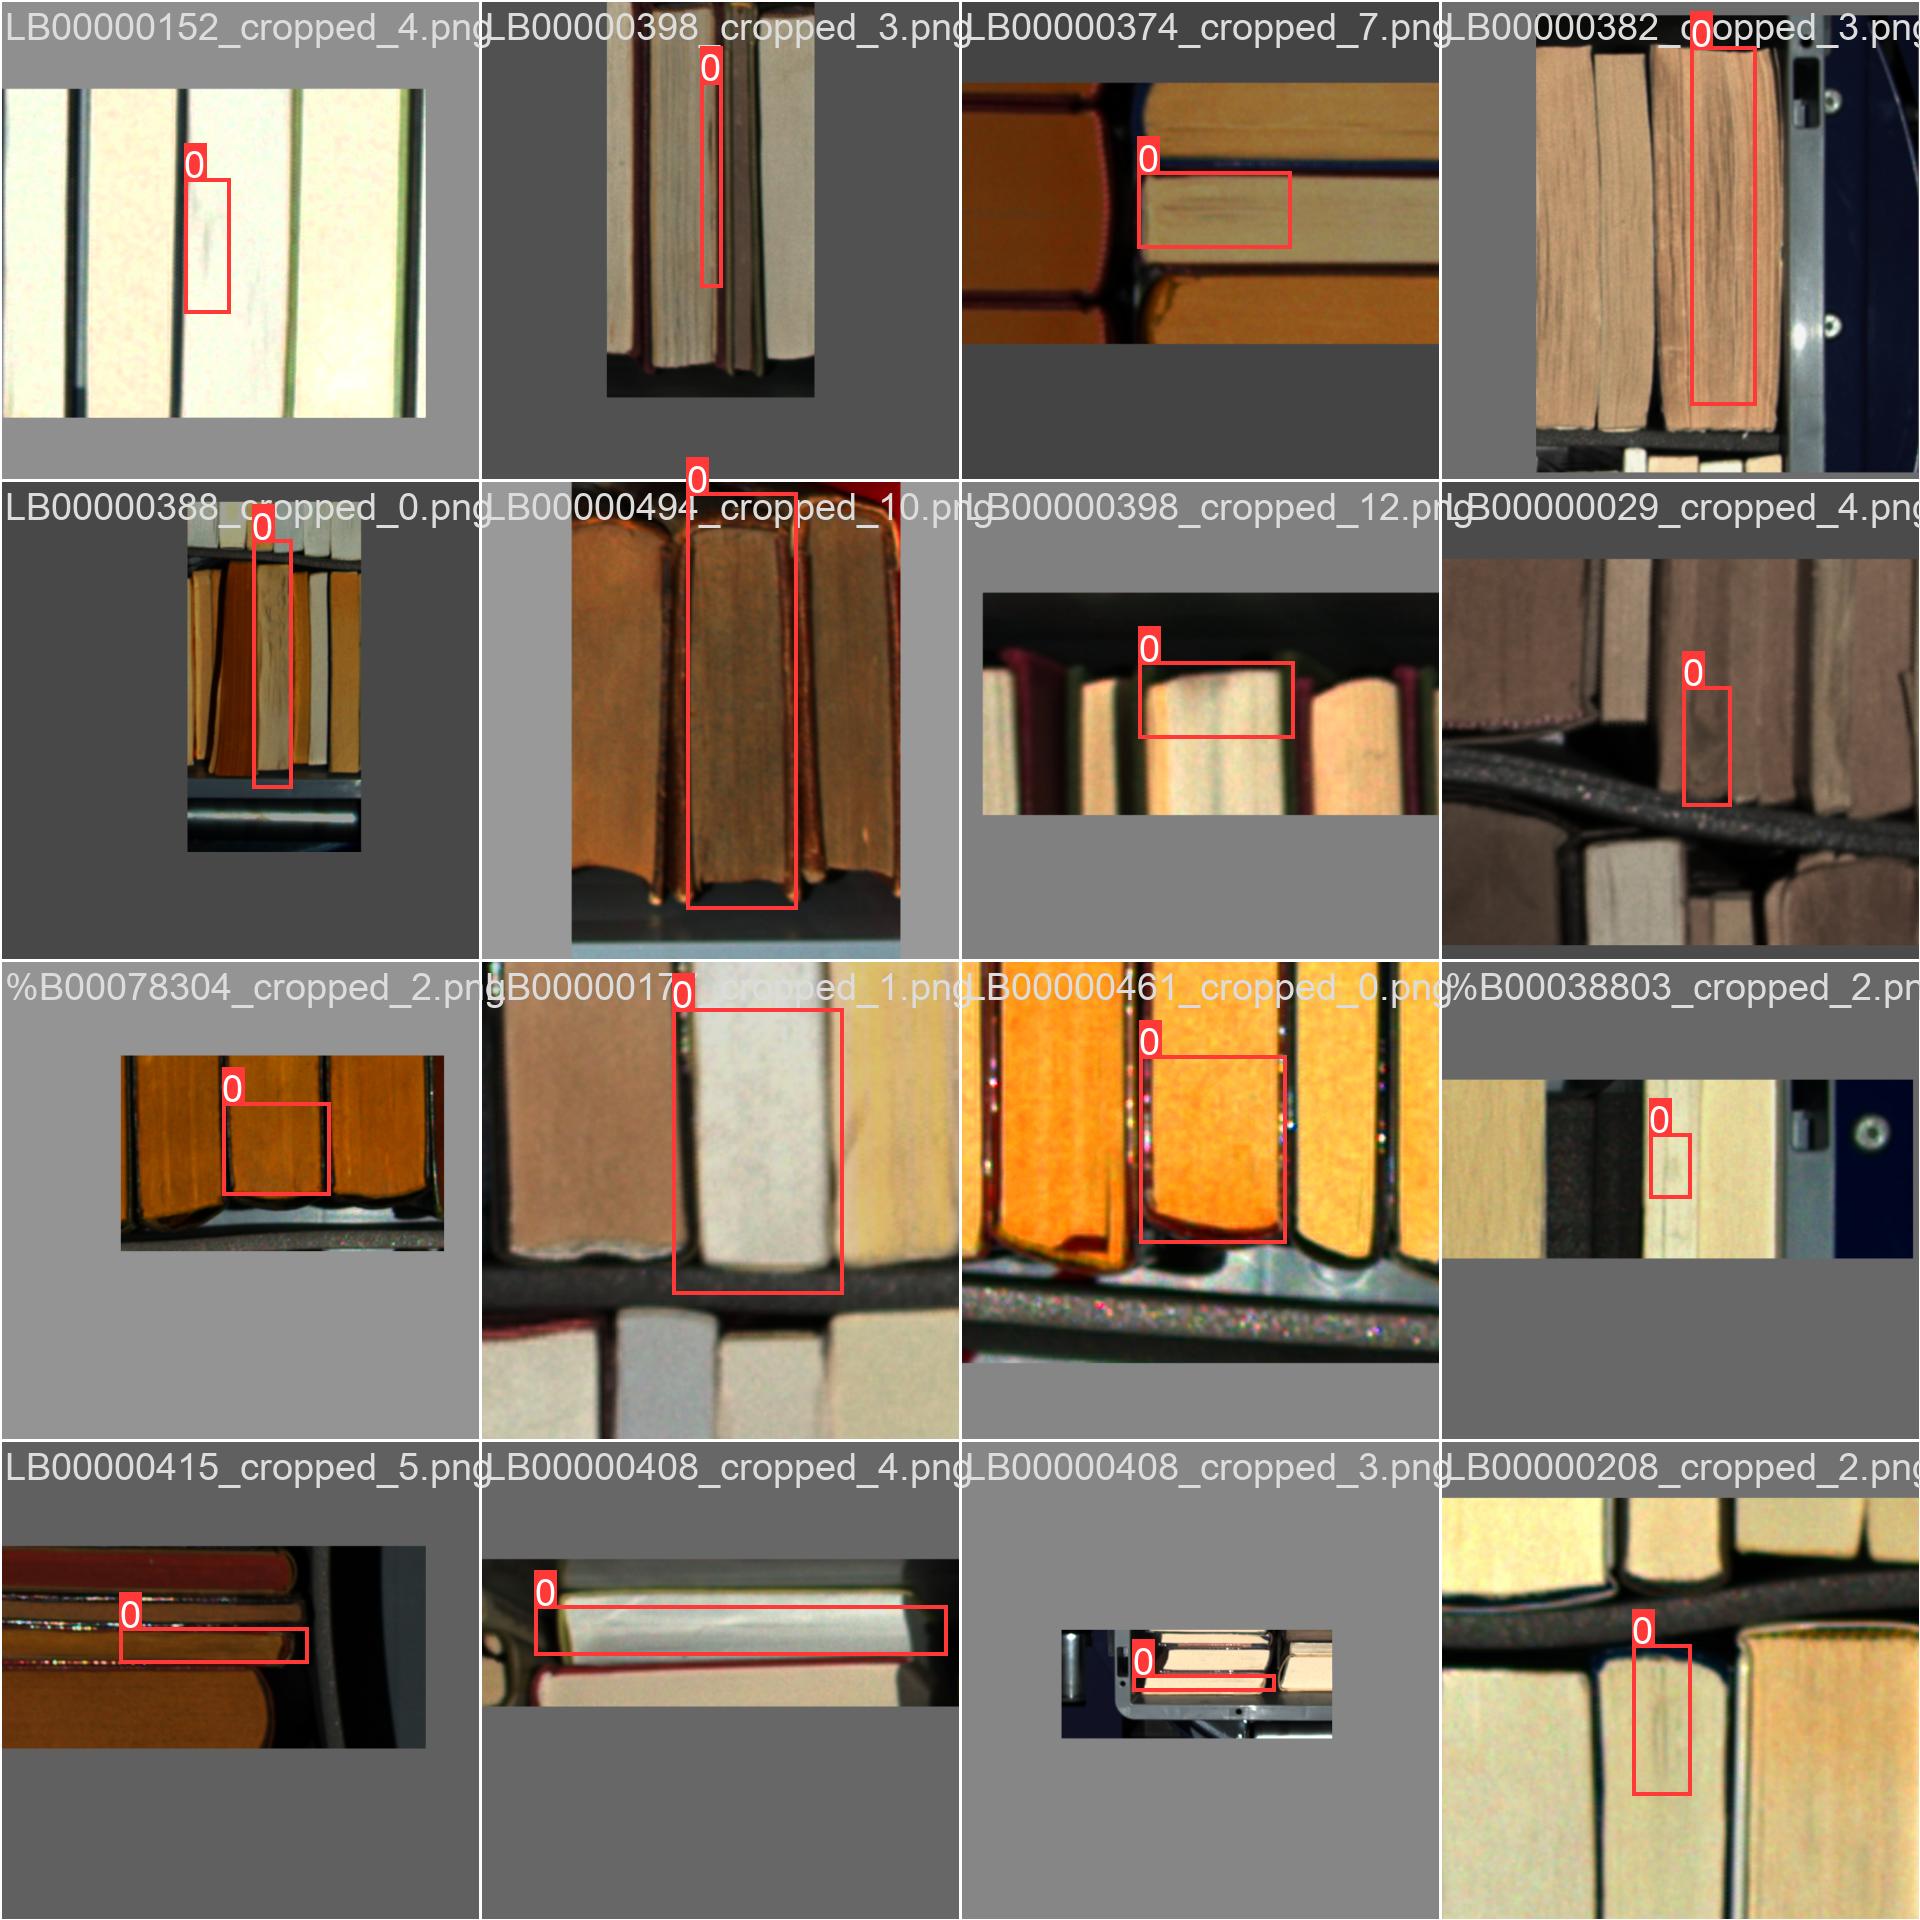 LB00000152_cropped_4.png
LB00000398_cropped_3.png
LB00000374_cropped_7.png
LB00000382_cropped_3.png
0
0
0
0
LB00000388_cropped_0.png
LB00000494_cropped_10.png
LB00000398_cropped_12.png
LB00000029_cropped_4.png
0
0
0
0
%B00078304_cropped_2.png
LB0000017
cropped_1.png
LB00000461_cropped_0.png
%B00038803_cropped_2.pn
0
0
0
0
LB00000415_cropped_5.png
LB00000408_cropped_4.png
LB00000408_cropped_3.png
LB00000208_cropped_2.png
0
0
0
0